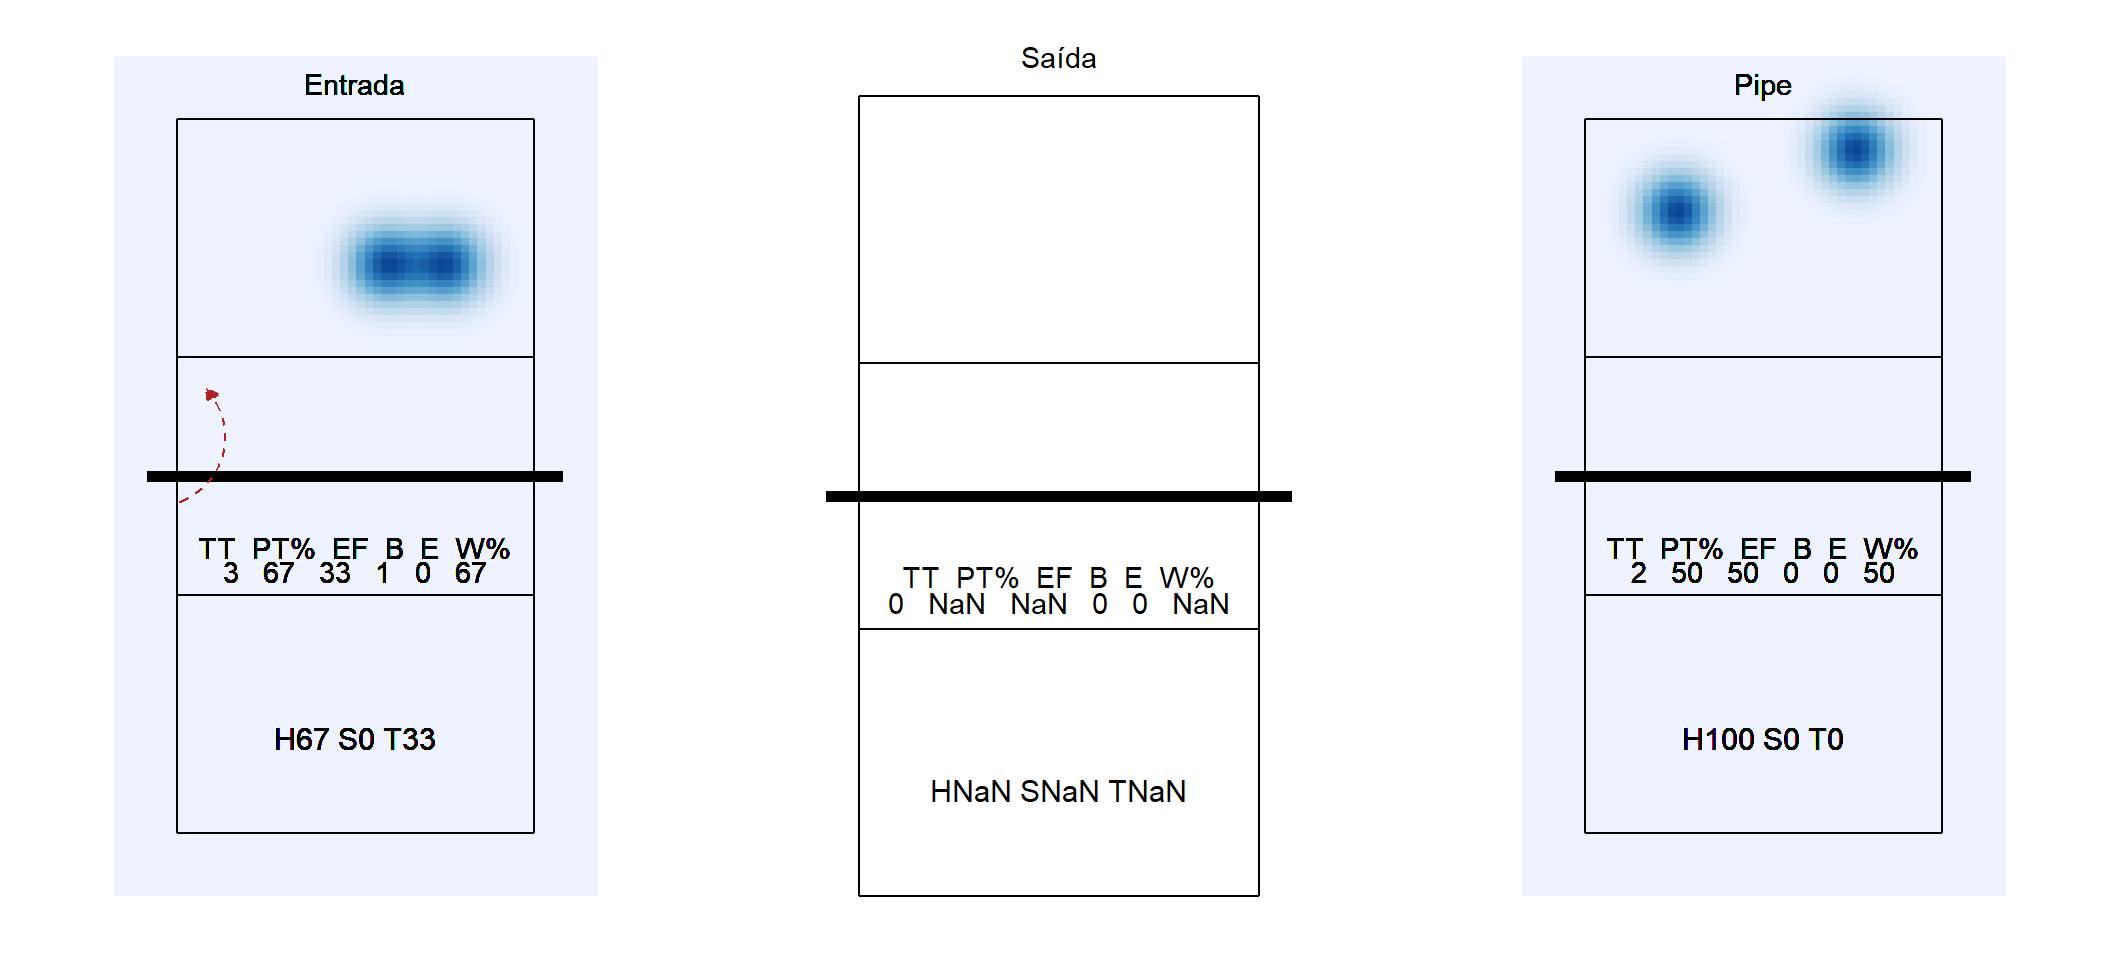 Entrada
TT PT% EF B E W%
3 67 33 1 0 67
H67 S0 T33
Saída
TT PT% EF B E W%
0 NaN NaN 0 0 NaN
HNaN SNaN TNaN
Pipe
TT PT% EF B E W%
2 50 50 0 0 50
H100 S0 T0